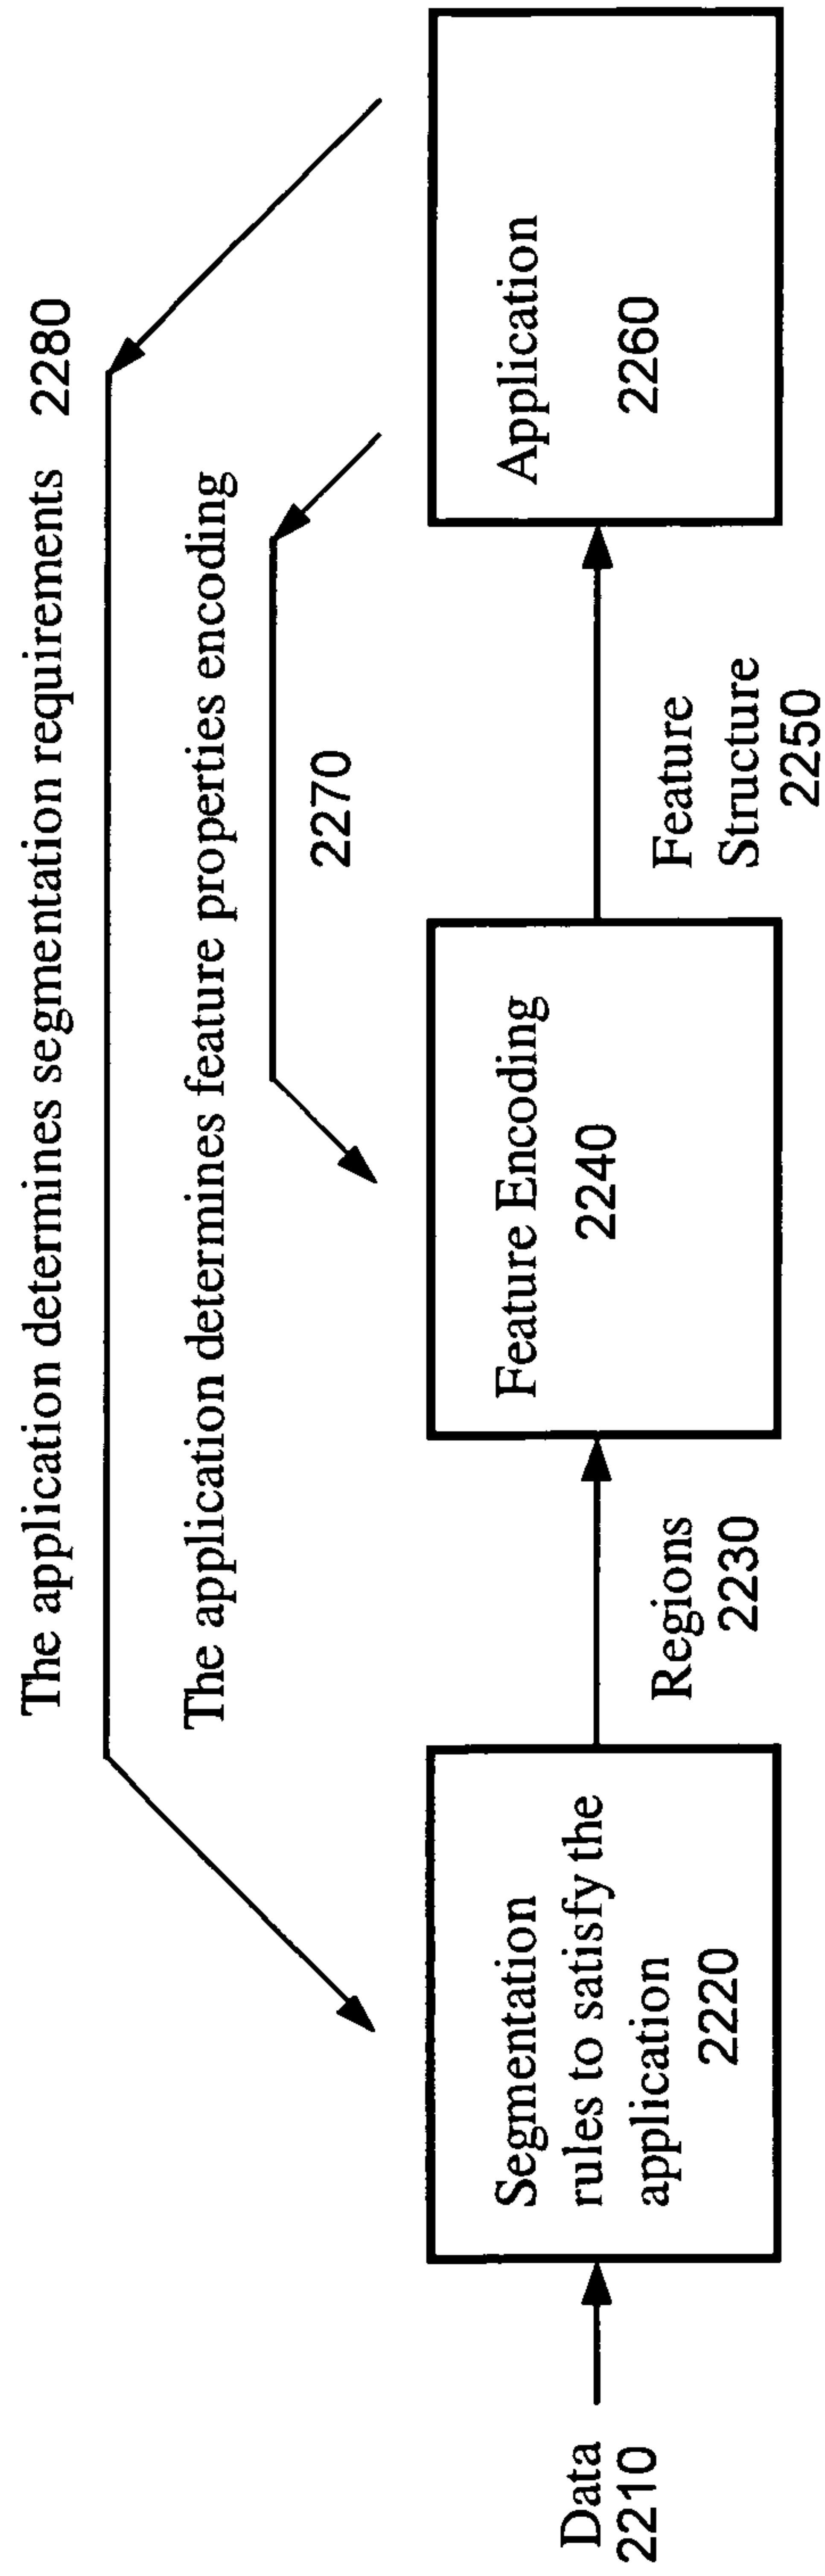 The application determines segmentation requirements 2280
The application determines feature properties encoding
2270
Data
2210
Segmentation
rules to satisfy the
application
2220
Regions
2230
Feature Encoding
2240
Feature
Structure
2250
Application
2260